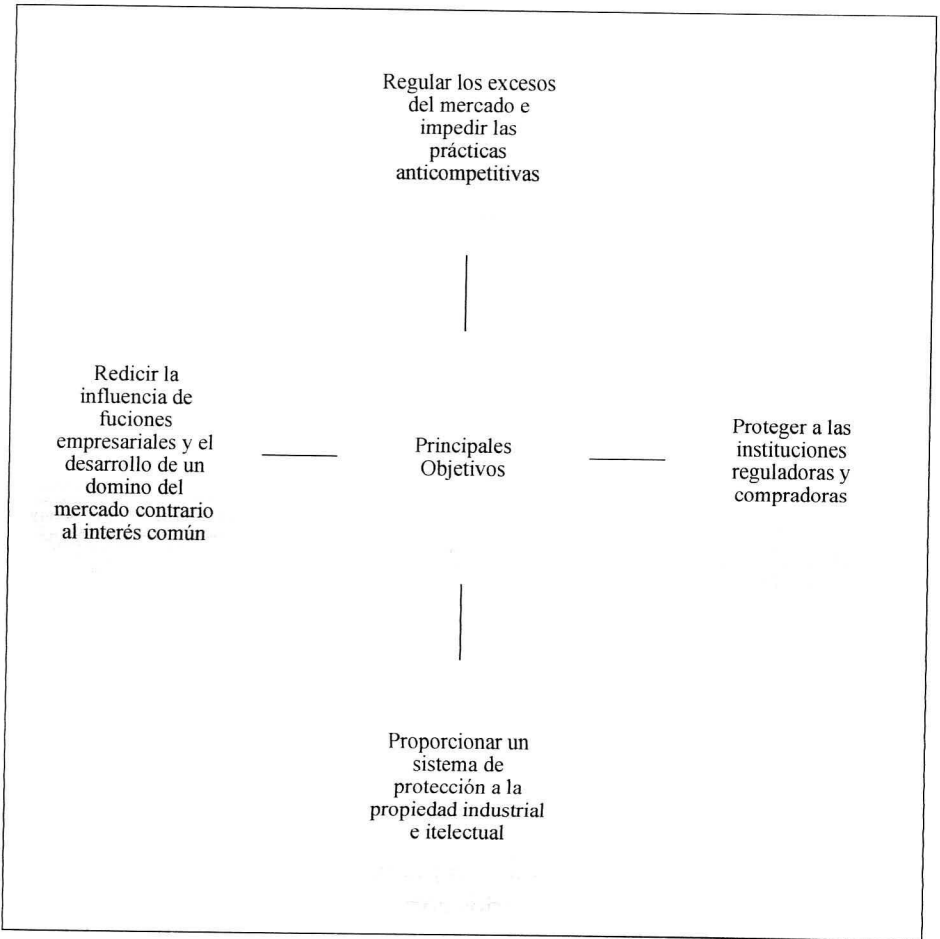 Regular los excesos
del mercado e
impedir las
prácticas
anticompetitivas
Redicir la
influencia de
fuciones
empresariales y el
desarrollo de un
domino del
mercado contrario
al interés común
Principales
Objetivos
Proteger a las
instituciones
reguladoras y
compradoras
Proporcionar un
sistema de
protección a la
propiedad industrial
e itelectual